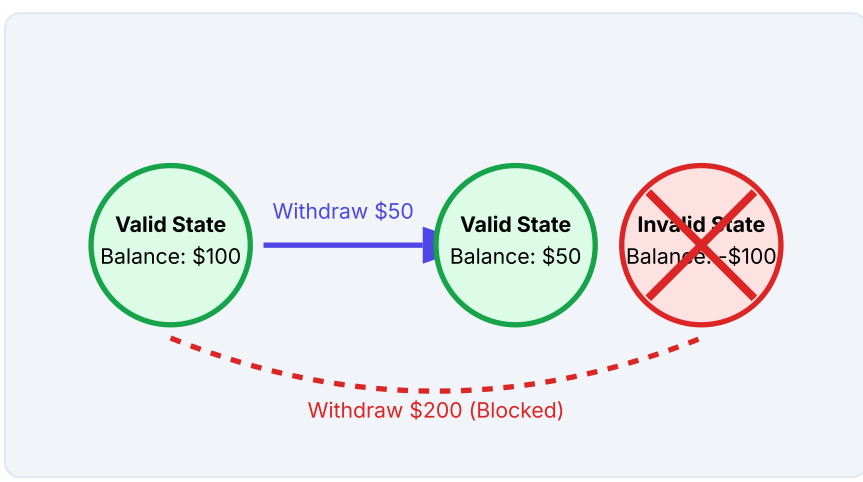 Valid State
Balance: $100
Withdraw $50
Valid State
Balance: $50
Invalid State
Balance: -$100
Withdraw $200 (Blocked)